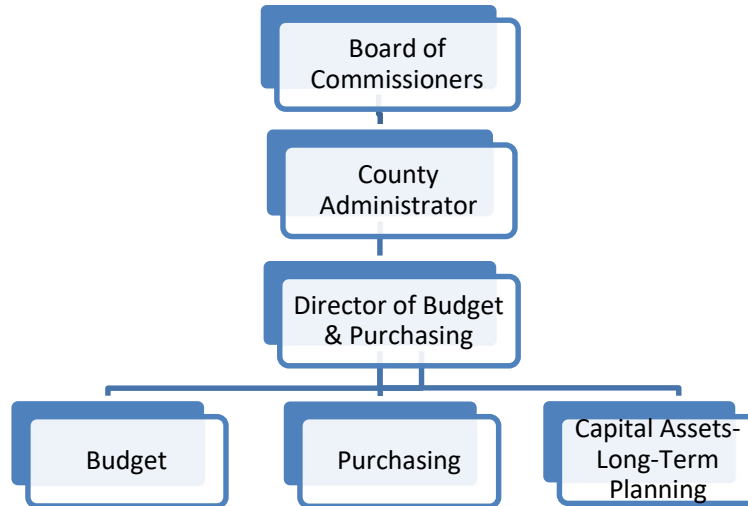 Board of
Commissioners
County
Administrator
Director of Budget
& Purchasing
Budget
Purchasing
Capital Assets-
Long-Term
Planning